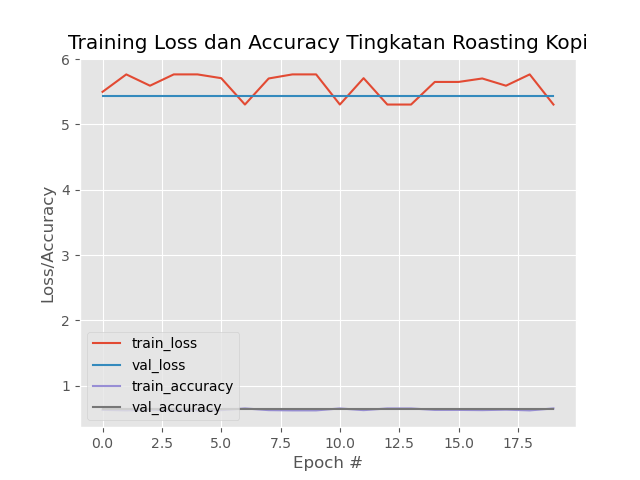 Training Loss dan Accuracy Tingkatan Roasting Kopi
6
5
4
3
2
1
Loss/Accuracy
train_loss
val_loss
train_accuracy
val_accuracy
0.0 2.5 5.0 7.5 10.0 12.5 15.0 17.5
Epoch #